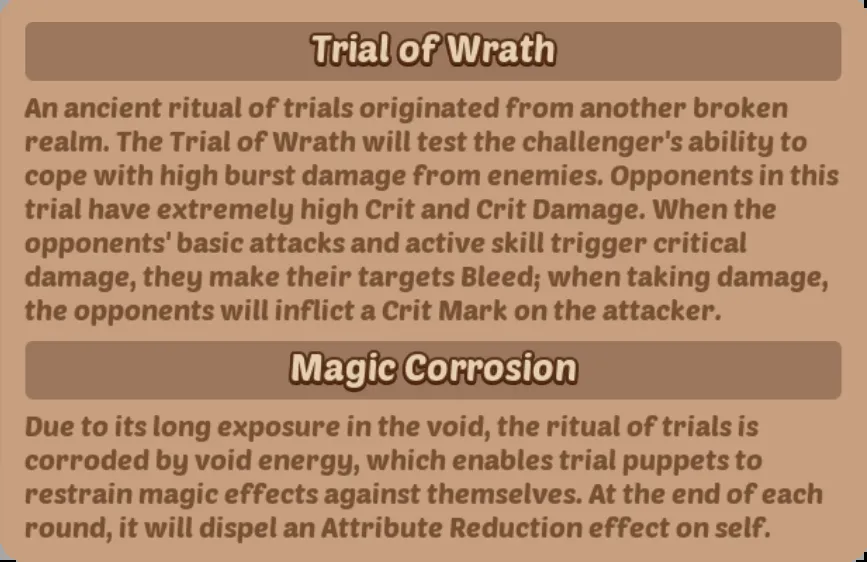 Trial of Wrath
An ancient ritual of trials originated from another broken
realm. The Trial of Wrath will test the challenger's ability to
cope with high burst damage from enemies. Opponents in this
trial have extremely high Crit and Crit Damage. When the
opponents' basic attacks and active skill trigger critical
damage, they make their targets Bleed; when taking damage,
the opponents will inflict a Crit Mark on the attacker.
Magic Corrosion
Due to its long exposure in the void, the ritual of trials is
corroded by void energy, which enables trial puppets to
restrain magic effects against themselves. At the end of each
round, it will dispel an Attribute Reduction effect on self.